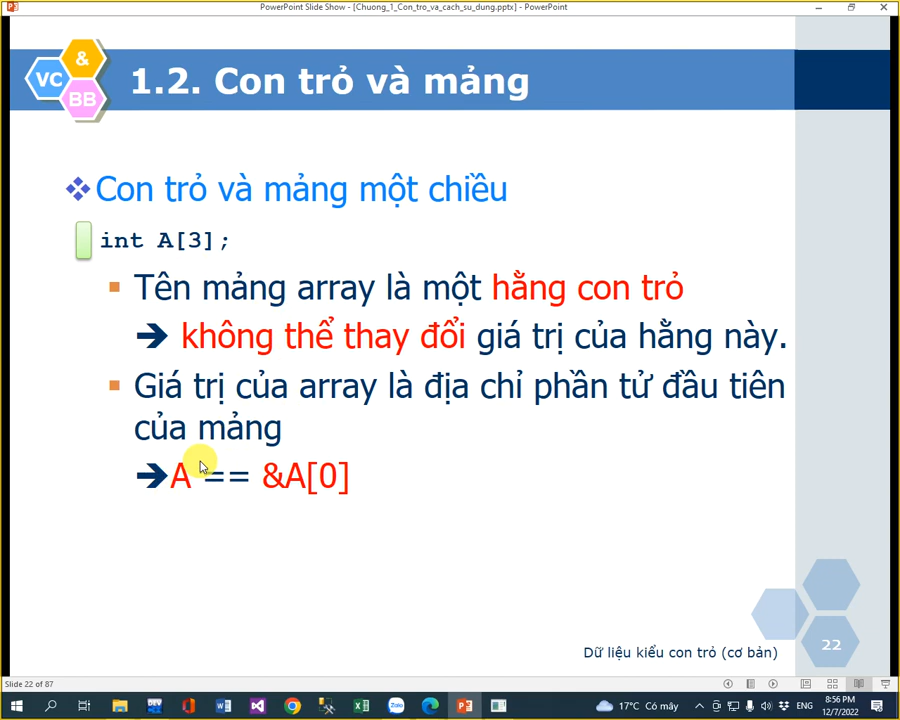 PowerPoint Slide Show - [Chuong_1_Con_tro_va_cach_su_dung.pptx] - PowerPoint
&
VC
BB
1.2. Con trỏ và mảng
Con trỏ và mảng một chiều
int A[3];
Tên mảng array là một hằng con trỏ
➔ không thể thay đổi giá trị của hằng này.
Giá trị của array là địa chỉ phần tử đầu tiên
của mảng
➔A == &A[0]
22
Dữ liệu kiểu con trỏ (cơ bản)
Slide 22 of 87
DEV
Zalo
17°C Có mây
ENG
8:56 PM
12/7/2022